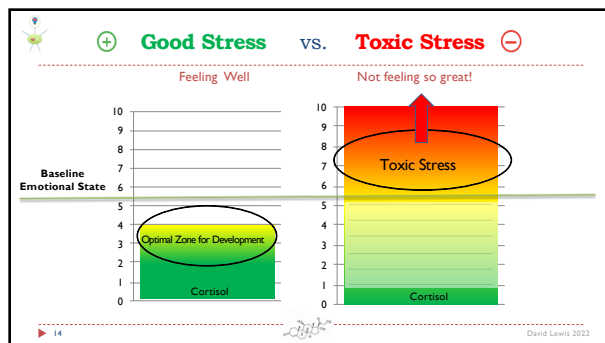 Good Stress vs. Toxic Stress
Feeling Well
Not feeling so great!
Baseline
Emotional State
10
9
8
7
6
5
4
3
2
1
0
Optimal Zone for Development
Cortisol
10
9
8
7
6
5
4
3
2
1
0
Toxic Stress
Cortisol
14
David Lewis 2022